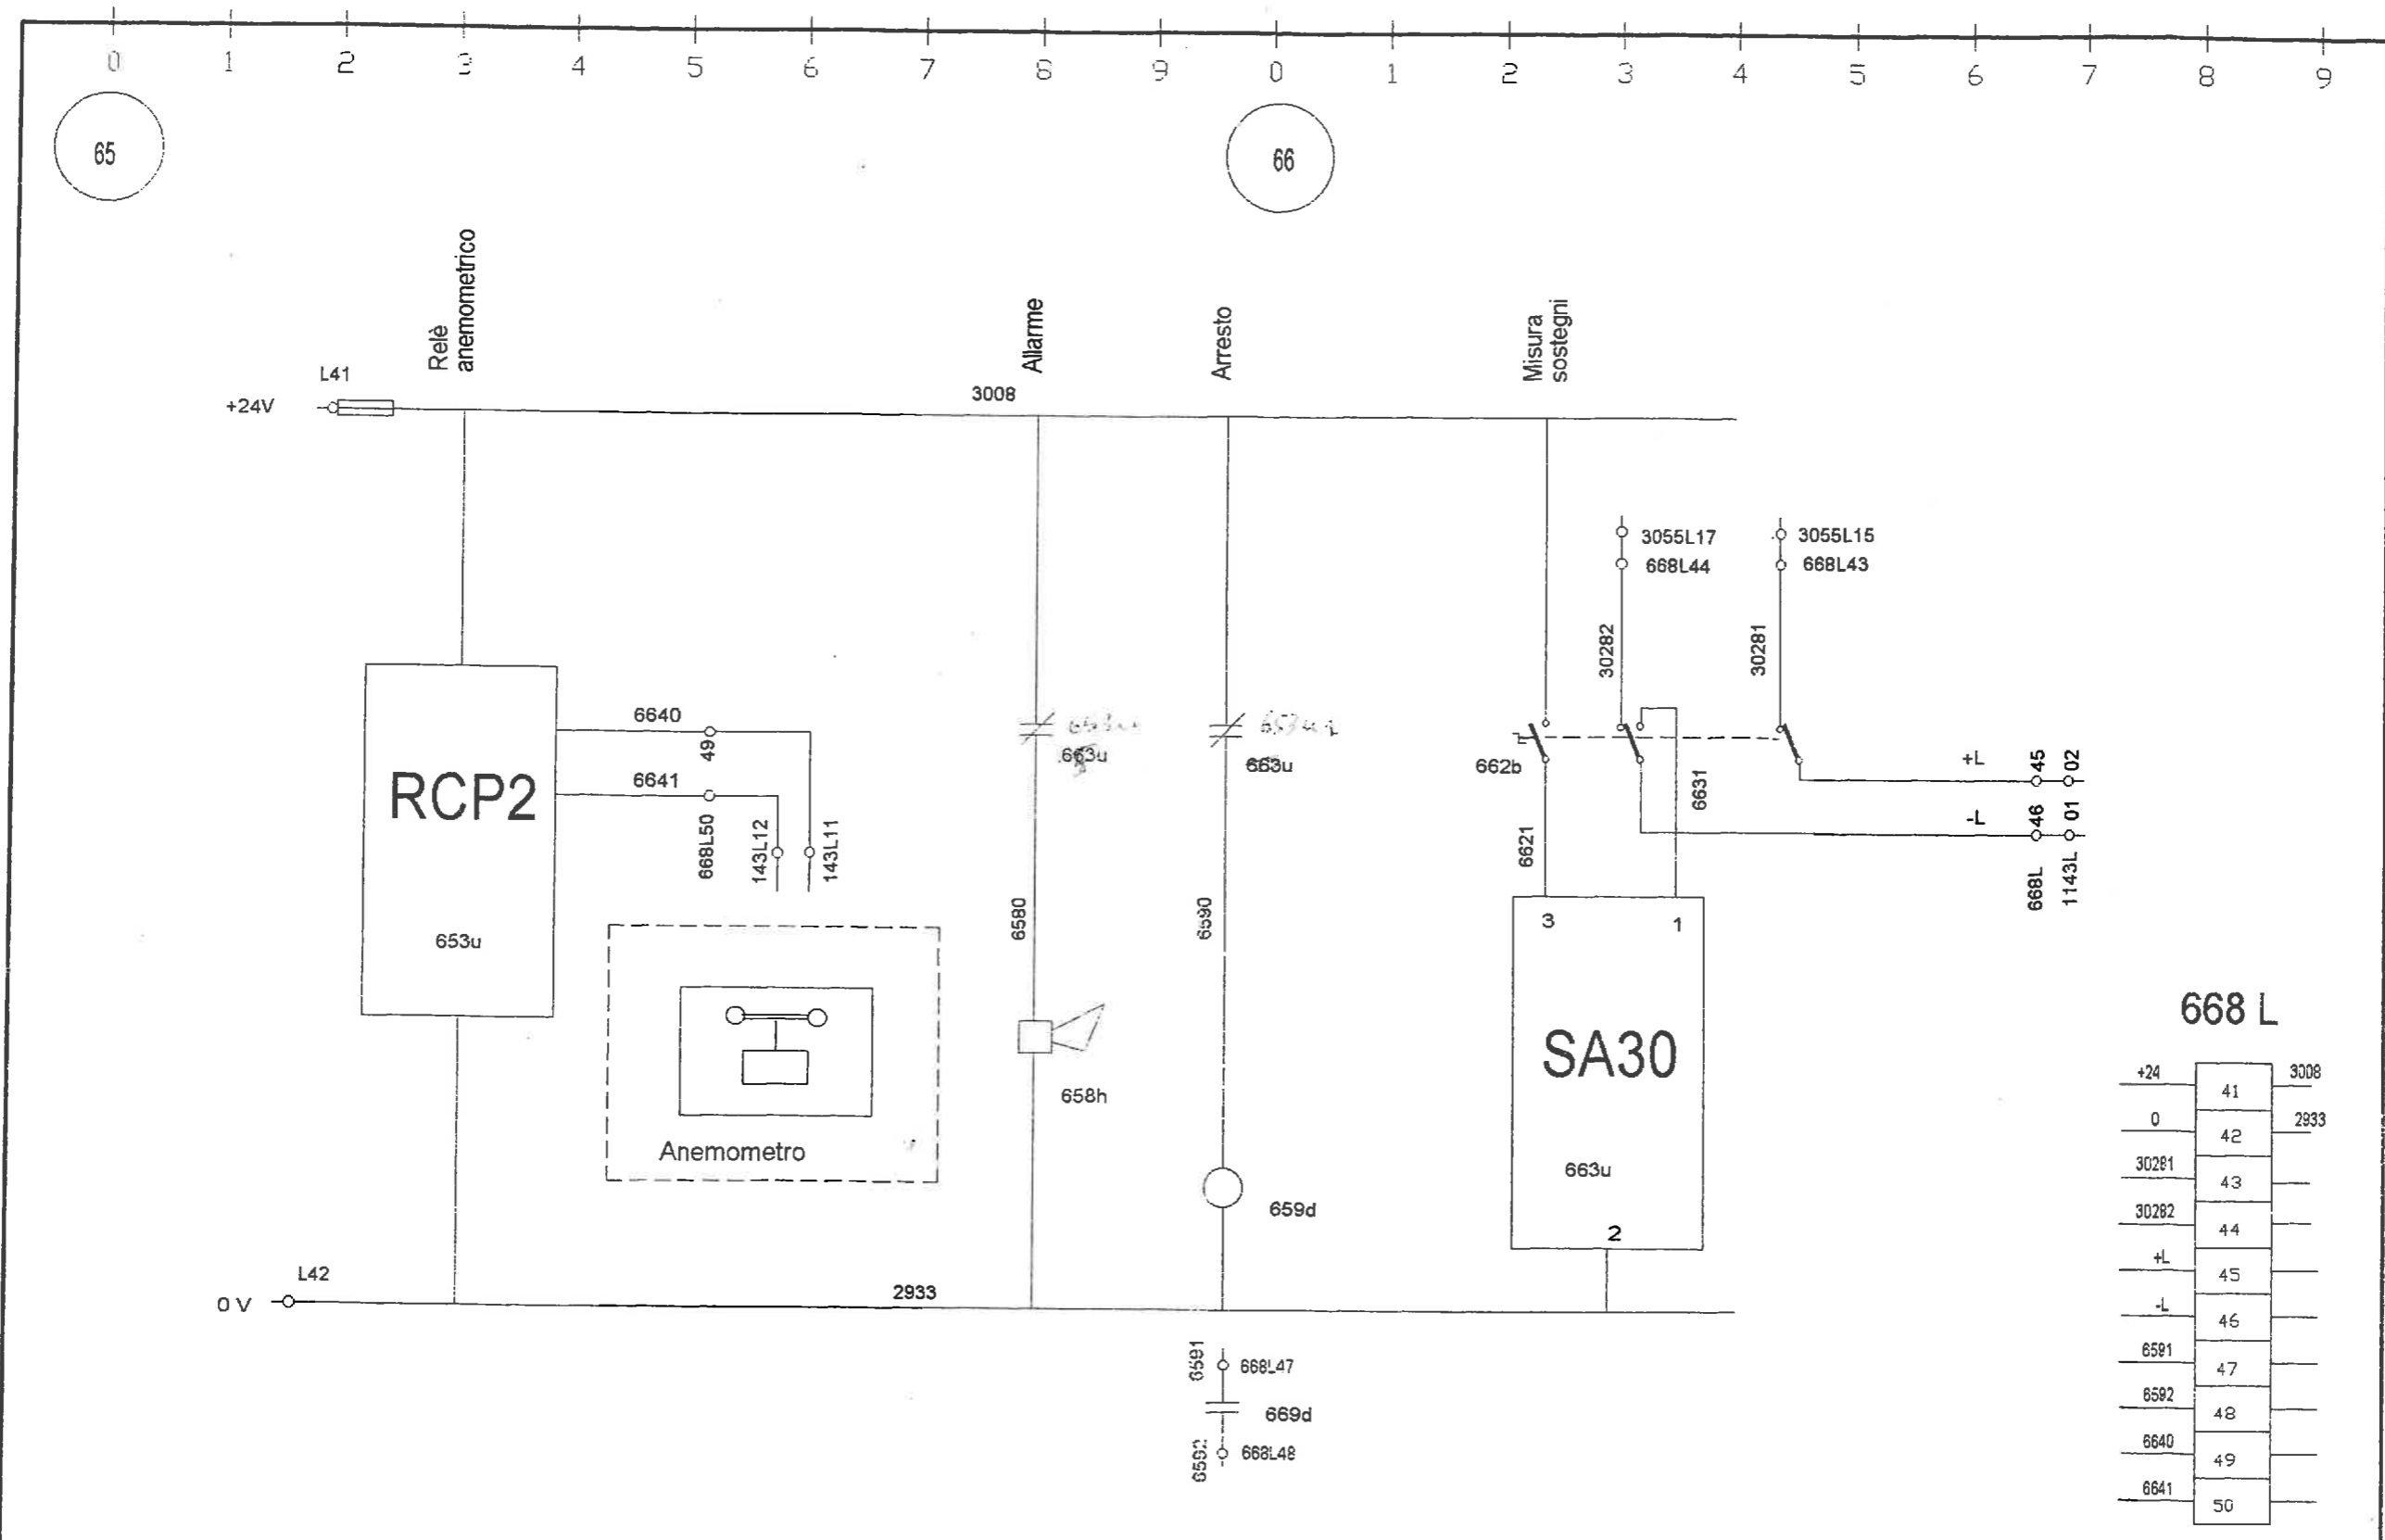 0 1 2 3 4 5 6 7 8 9 0 1 2 3 4 5 6 7 8 9
65
66
Relè
anemometrico
Allarme
Arresto
Misura
sostegni
L41
+24V
3008
3055L17
668L44
3055L15
668L43
30282
30281
RCP2
653u
6640
49
6641
668L50
143L12
143L11
663u
653u
663u
662b
6631
6621
+L
45
02
-L
46
01
668L
1143L
6580
6590
Anemometro
658h
659d
3
1
SA30
663u
2
L42
0 V
2933
6591
668L47
669d
6592
668L48
668 L
+24 41 3008
0 42 2933
30281 43
30282 44
+L 45
-L 46
6591 47
6592 48
6640 49
6641 50